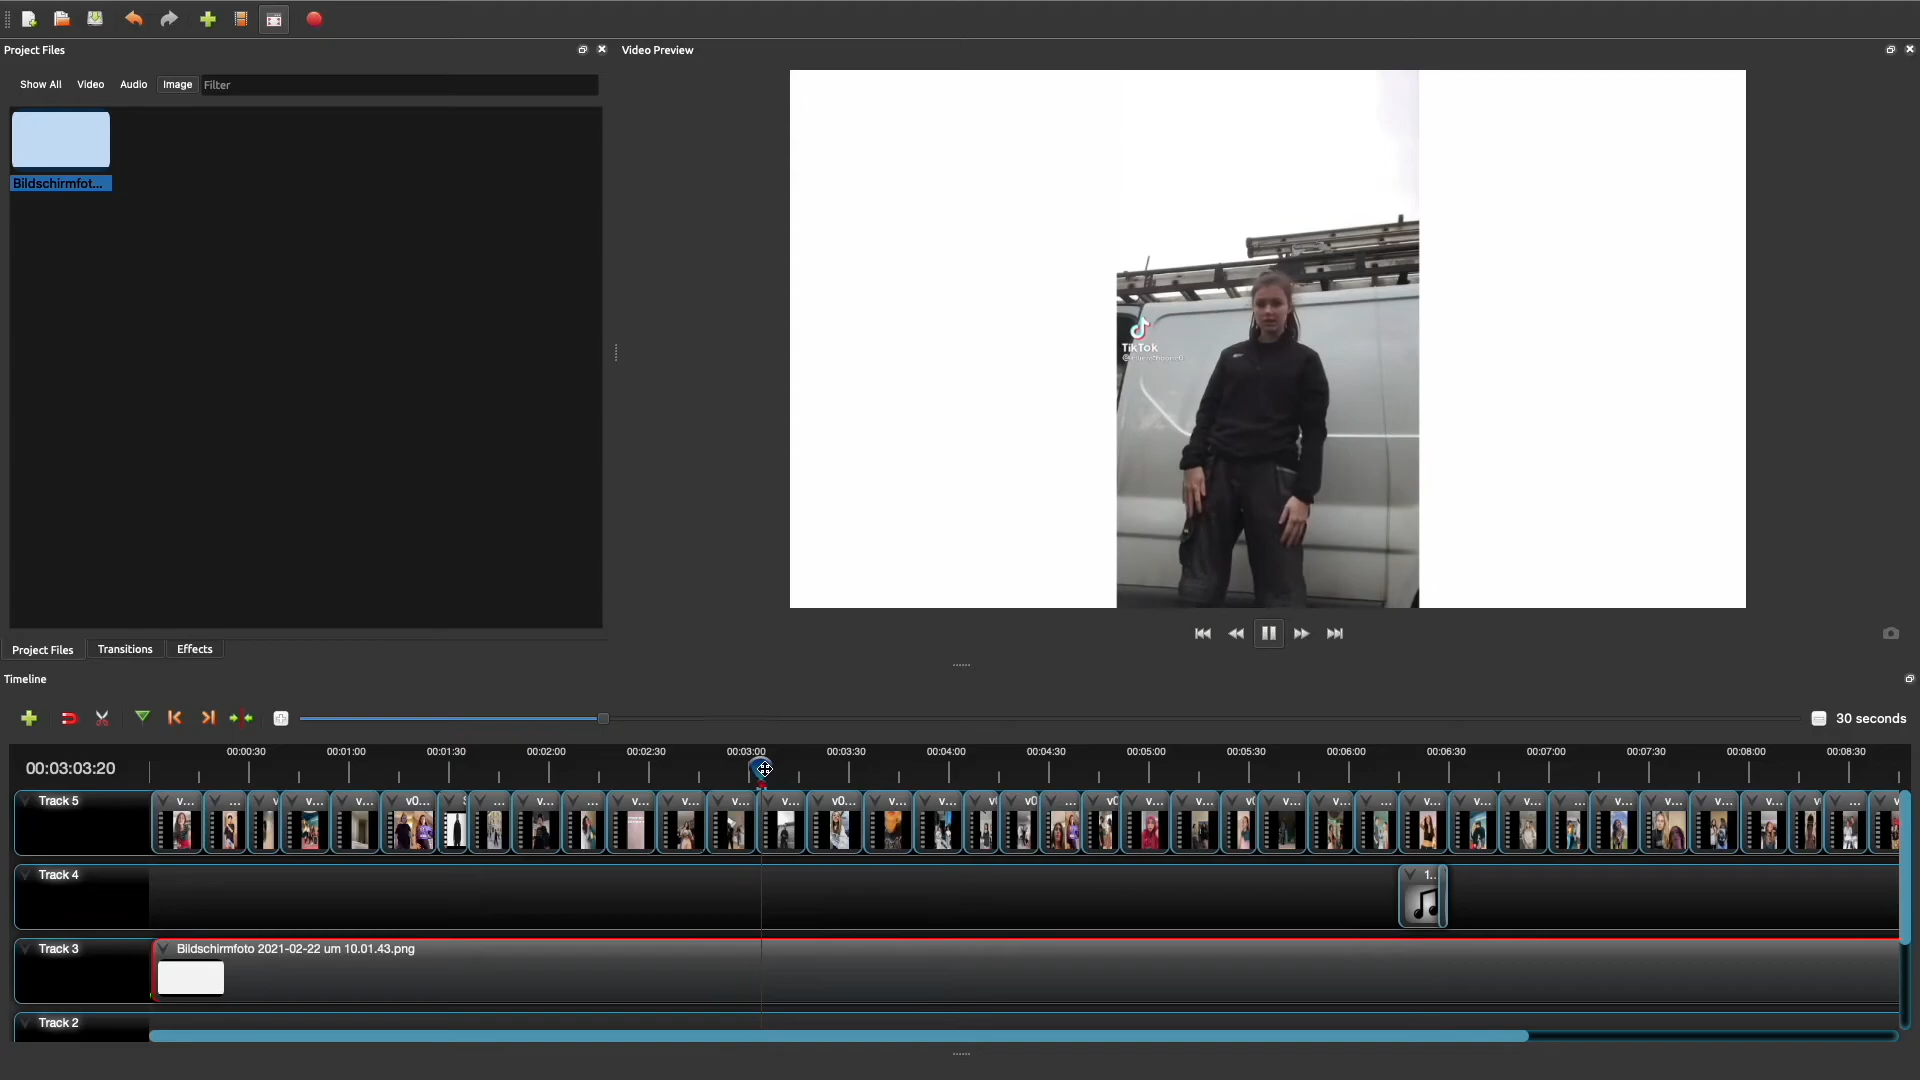 Project Files
Video Preview
Show All Video Audio Image Filter
Bildschirmfot...
TikTok
Project Files Transitions Effects
Timeline
30 seconds
00:03:03:20
00:00:30 00:01:00 00:01:30 00:02:00 00:02:30 00:03:00 00:03:30 00:04:00 00:04:30 00:05:00 00:05:30 00:06:00 00:06:30 00:07:00 00:07:30 00:08:00 00:08:30
Track 5 v... ... v v... v... v0... ... v... ... v... v... v... v... v0... v... v... v... ... v... v... v... v... ... v... v... v... ... v... v... v... v... ...
Track 4 1...
Track 3 Bildschirmfoto 2021-02-22 um 10.01.43.png
Track 2